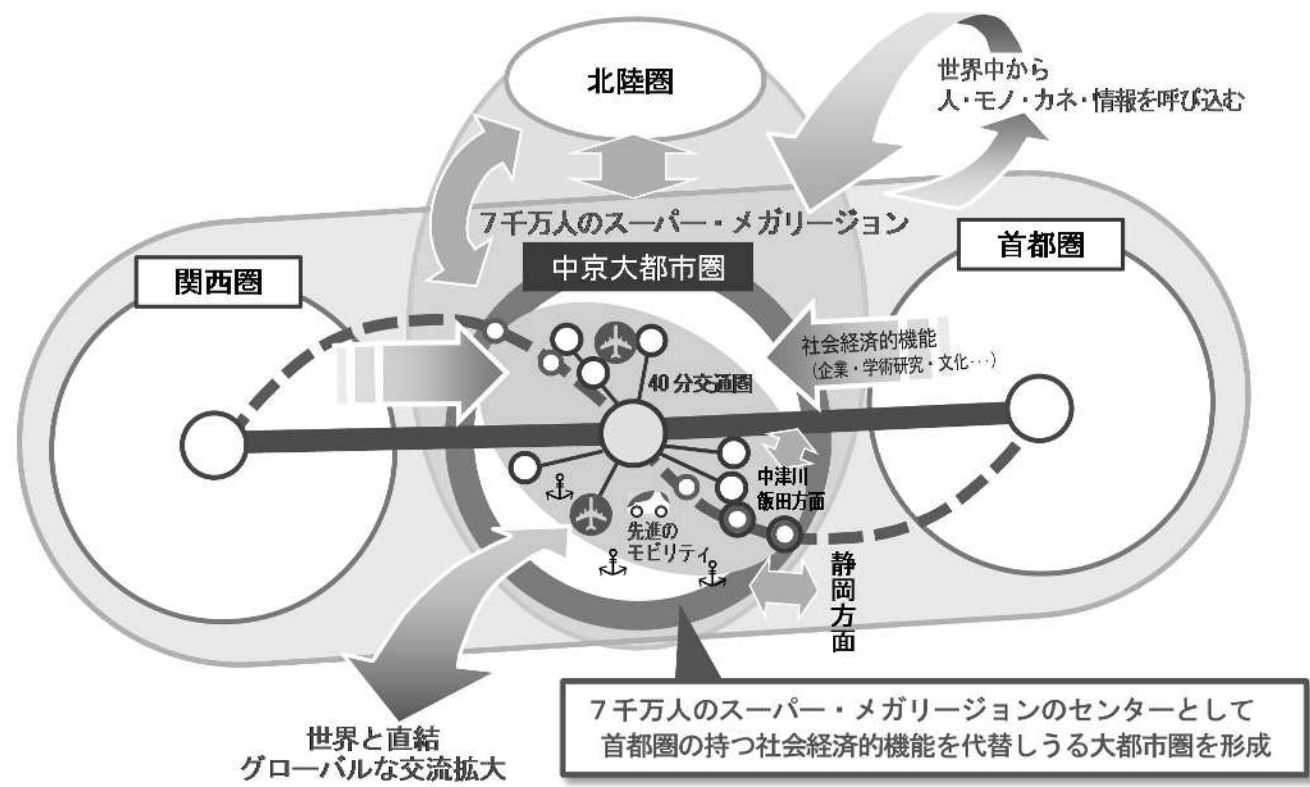 北陸圏
世界中から
人・モノ・カネ・情報を呼び込む
7千万人のスーパー・メガリージョン
首都圏
中京大都市圏
関西圏
社会経済的機能
(企業・学術研究・文化…)
40分交通圏
中津川
飯田方面
先進の
モビリティ
静岡方面
7千万人のスーパー・メガリージョンのセンターとして
首都圏の持つ社会経済的機能を代替しうる大都市圏を形成
世界と直結
グローバルな交流拡大